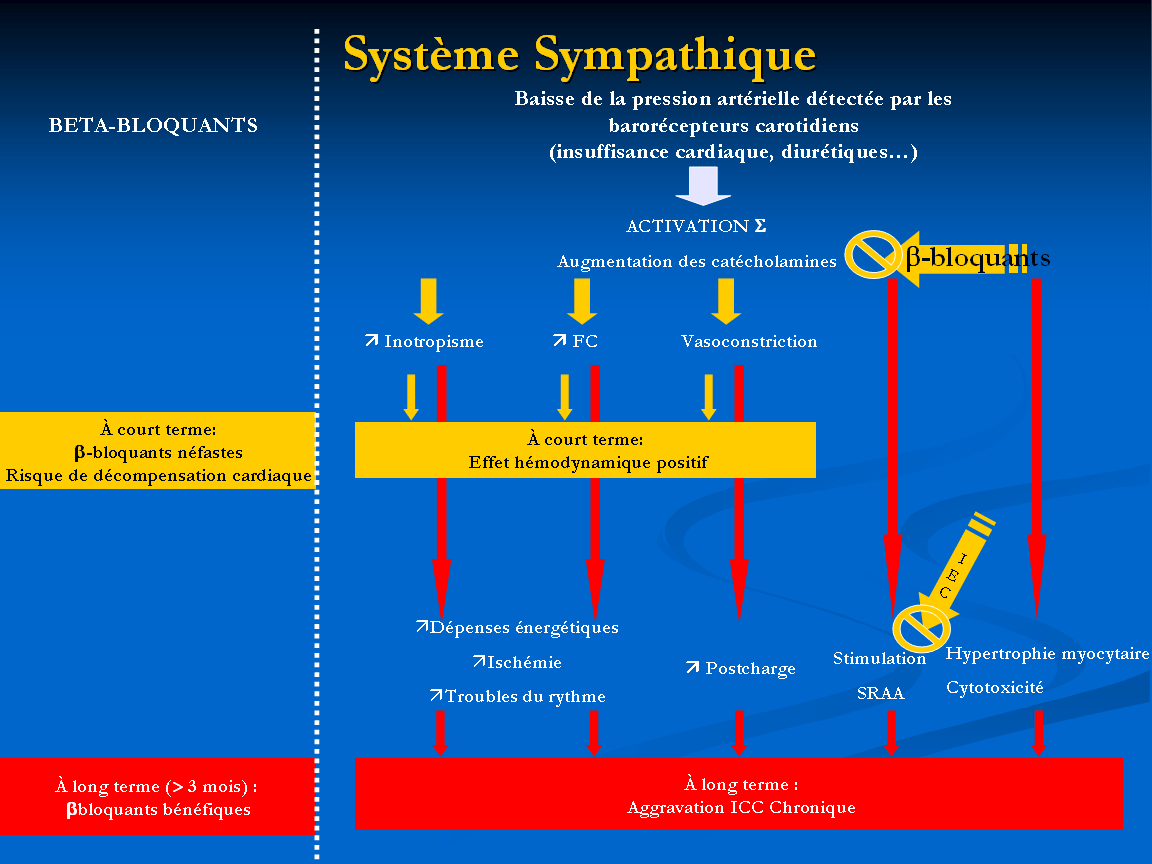 Système Sympathique
BETA-BLOQUANTS
Baisse de la pression artérielle détectée par les
barorécepteurs carotidiens
(insuffisance cardiaque, diurétiques…)
ACTIVATION Σ
Augmentation des catécholamines
β-bloquants
↗ Inotropisme
↗ FC
Vasoconstriction
À court terme:
β-bloquants néfastes
Risque de décompensation cardiaque
À court terme:
Effet hémodynamique positif
IEC
↗Dépenses énergétiques
↗Ischémie
↗Troubles du rythme
↗ Postcharge
Stimulation
SRAA
Hypertrophie myocytaire
Cytotoxicité
À long terme (> 3 mois) :
βbloquants bénéfiques
À long terme :
Aggravation ICC Chronique